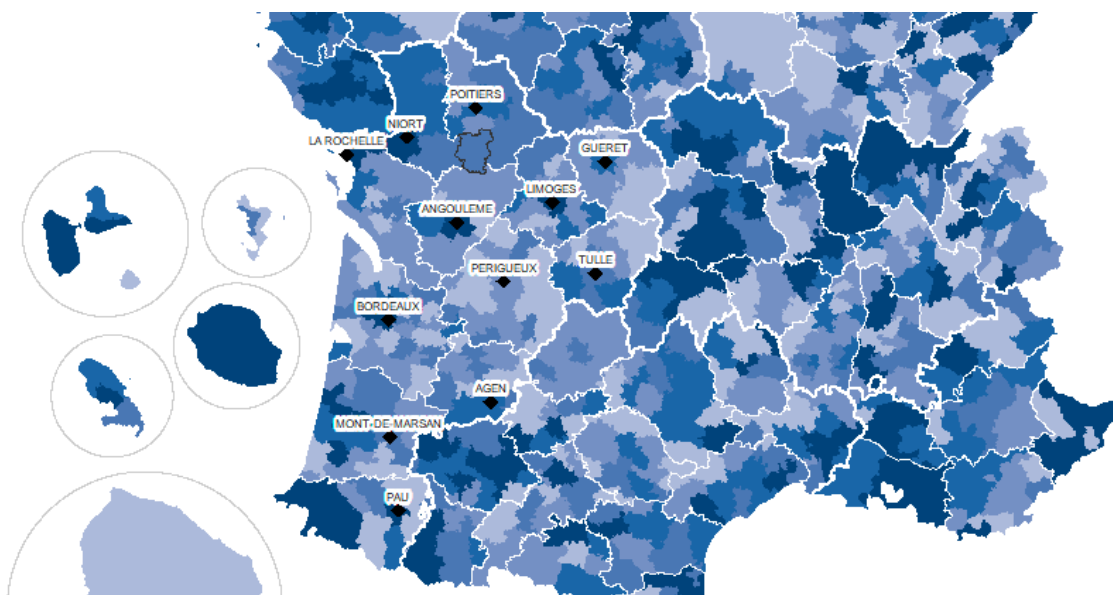 POITIERS
NIORT
LA ROCHELLE
GUERET
LIMOGES
ANGOULEME
PERIGUEUX
TULLE
BORDEAUX
AGEN
MONT-DE-MARSAN
PAU